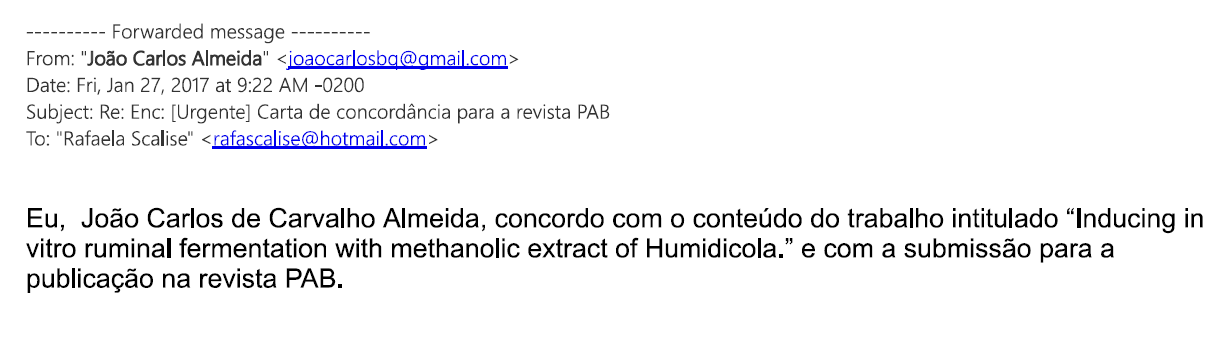 ---------- Forwarded message ----------
From: "João Carlos Almeida" <joaocarlosbq@gmail.com>
Date: Fri, Jan 27, 2017 at 9:22 AM -0200
Subject: Re: Enc: [Urgente] Carta de concordância para a revista PAB
To: "Rafaela Scalise" <rafascalise@hotmail.com>
Eu, João Carlos de Carvalho Almeida, concordo com o conteúdo do trabalho intitulado “Inducing in
vitro ruminal fermentation with methanolic extract of Humidicola.” e com a submissão para a
publicação na revista PAB.